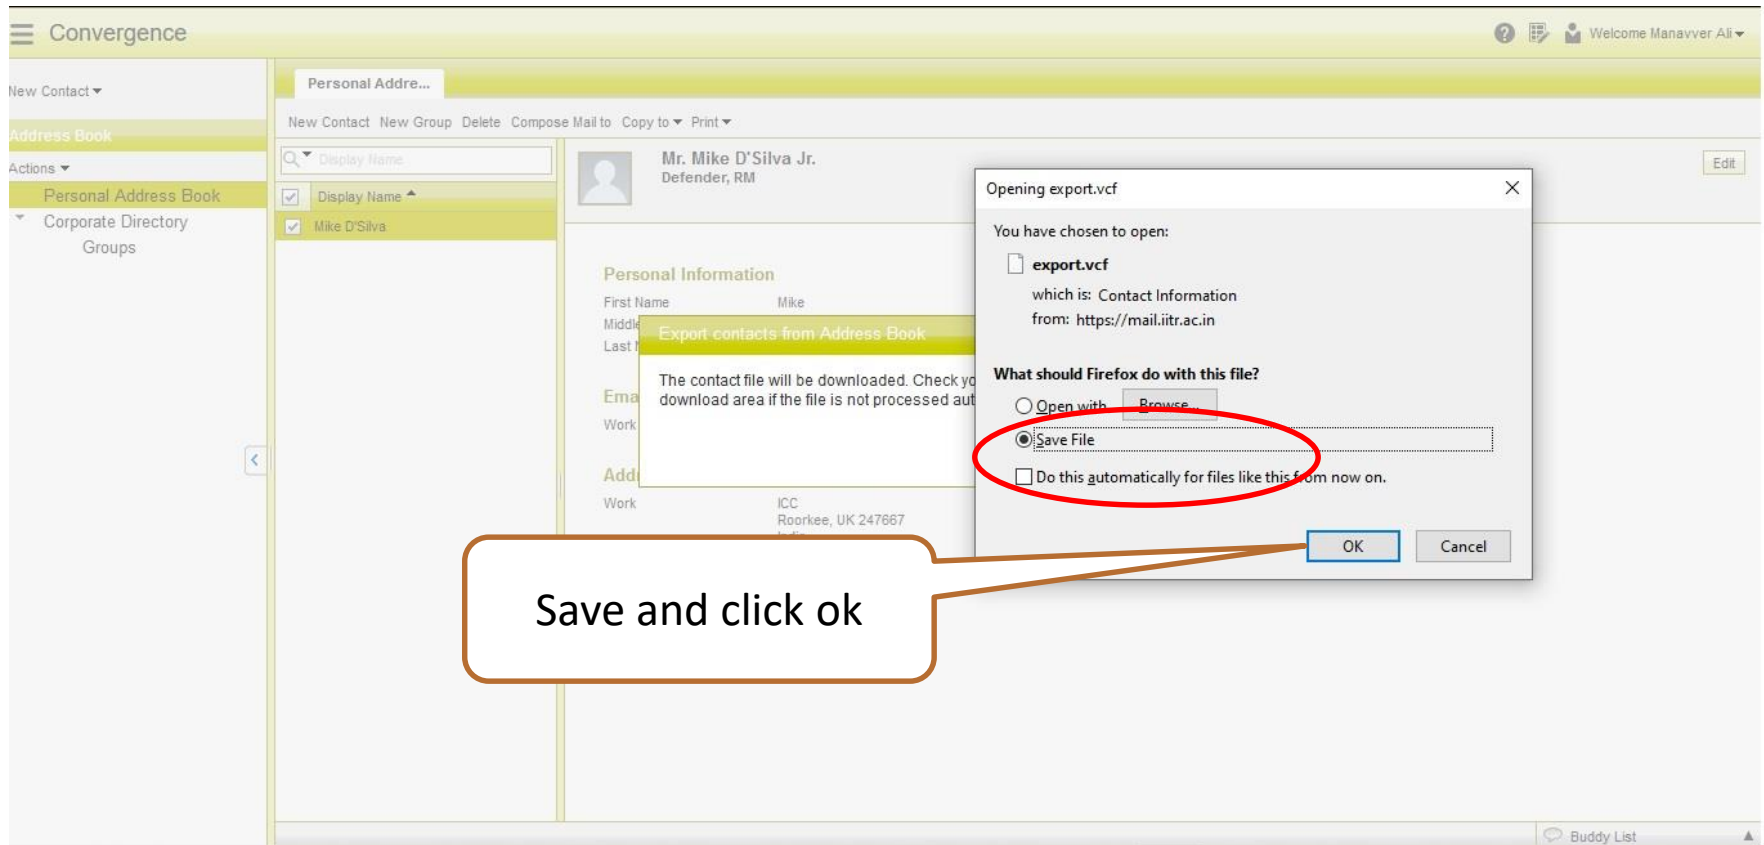 Convergence
Welcome Manavver Ali
New Contact
Personal Addre...
New Contact New Group Delete Compose Mail to Copy to Print
Address Book
Actions
Personal Address Book
Corporate Directory
Groups
Display Name
Display Name
Mike D'Silva
Mr. Mike D'Silva Jr.
Defender, RM
Edit
Personal Information
First Name Mike
Middle
Last
Ema
Work
Add
Work ICC
Roorkee, UK 247667
Export contacts from Address Book
The contact file will be downloaded. Check yo
download area if the file is not processed aut
Opening export.vcf
You have chosen to open:
export.vcf
which is: Contact Information
from: https://mail.iitr.ac.in
What should Firefox do with this file?
Open with Browse...
Save File
Do this automatically for files like this from now on.
OK Cancel
Save and click ok
Buddy List